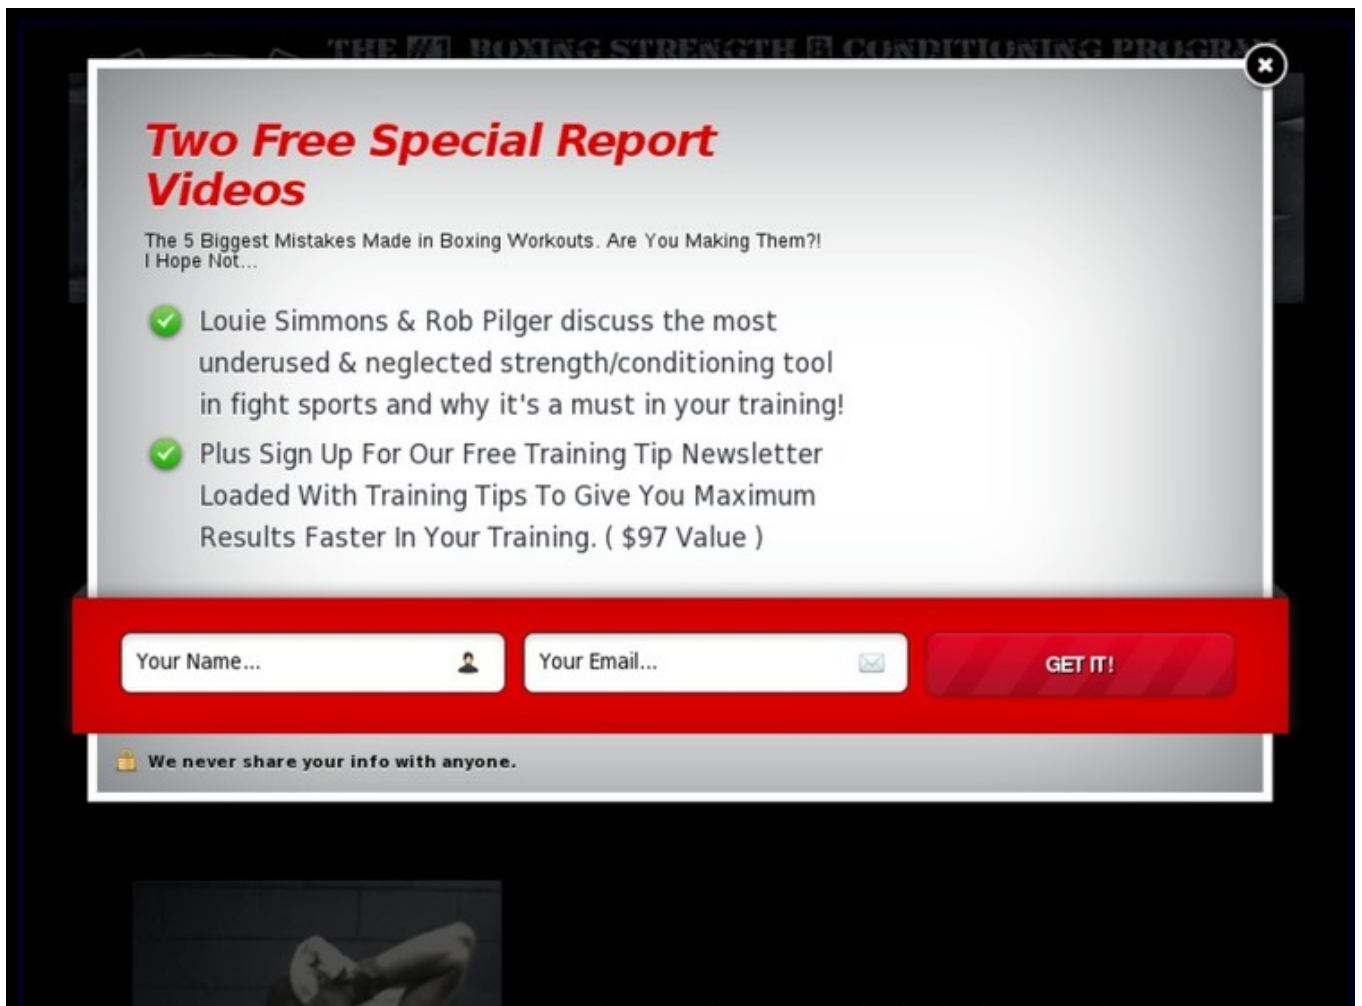 THE #1 BOXING STRENGTH & CONDITIONING PROGRAM
Two Free Special Report
Videos
The 5 Biggest Mistakes Made in Boxing Workouts. Are You Making Them?!
I Hope Not...
Louie Simmons & Rob Pilger discuss the most
underused & neglected strength/conditioning tool
in fight sports and why it's a must in your training!
Plus Sign Up For Our Free Training Tip Newsletter
Loaded With Training Tips To Give You Maximum
Results Faster In Your Training. ( $97 Value )
Your Name...
Your Email...
GET IT!
We never share your info with anyone.